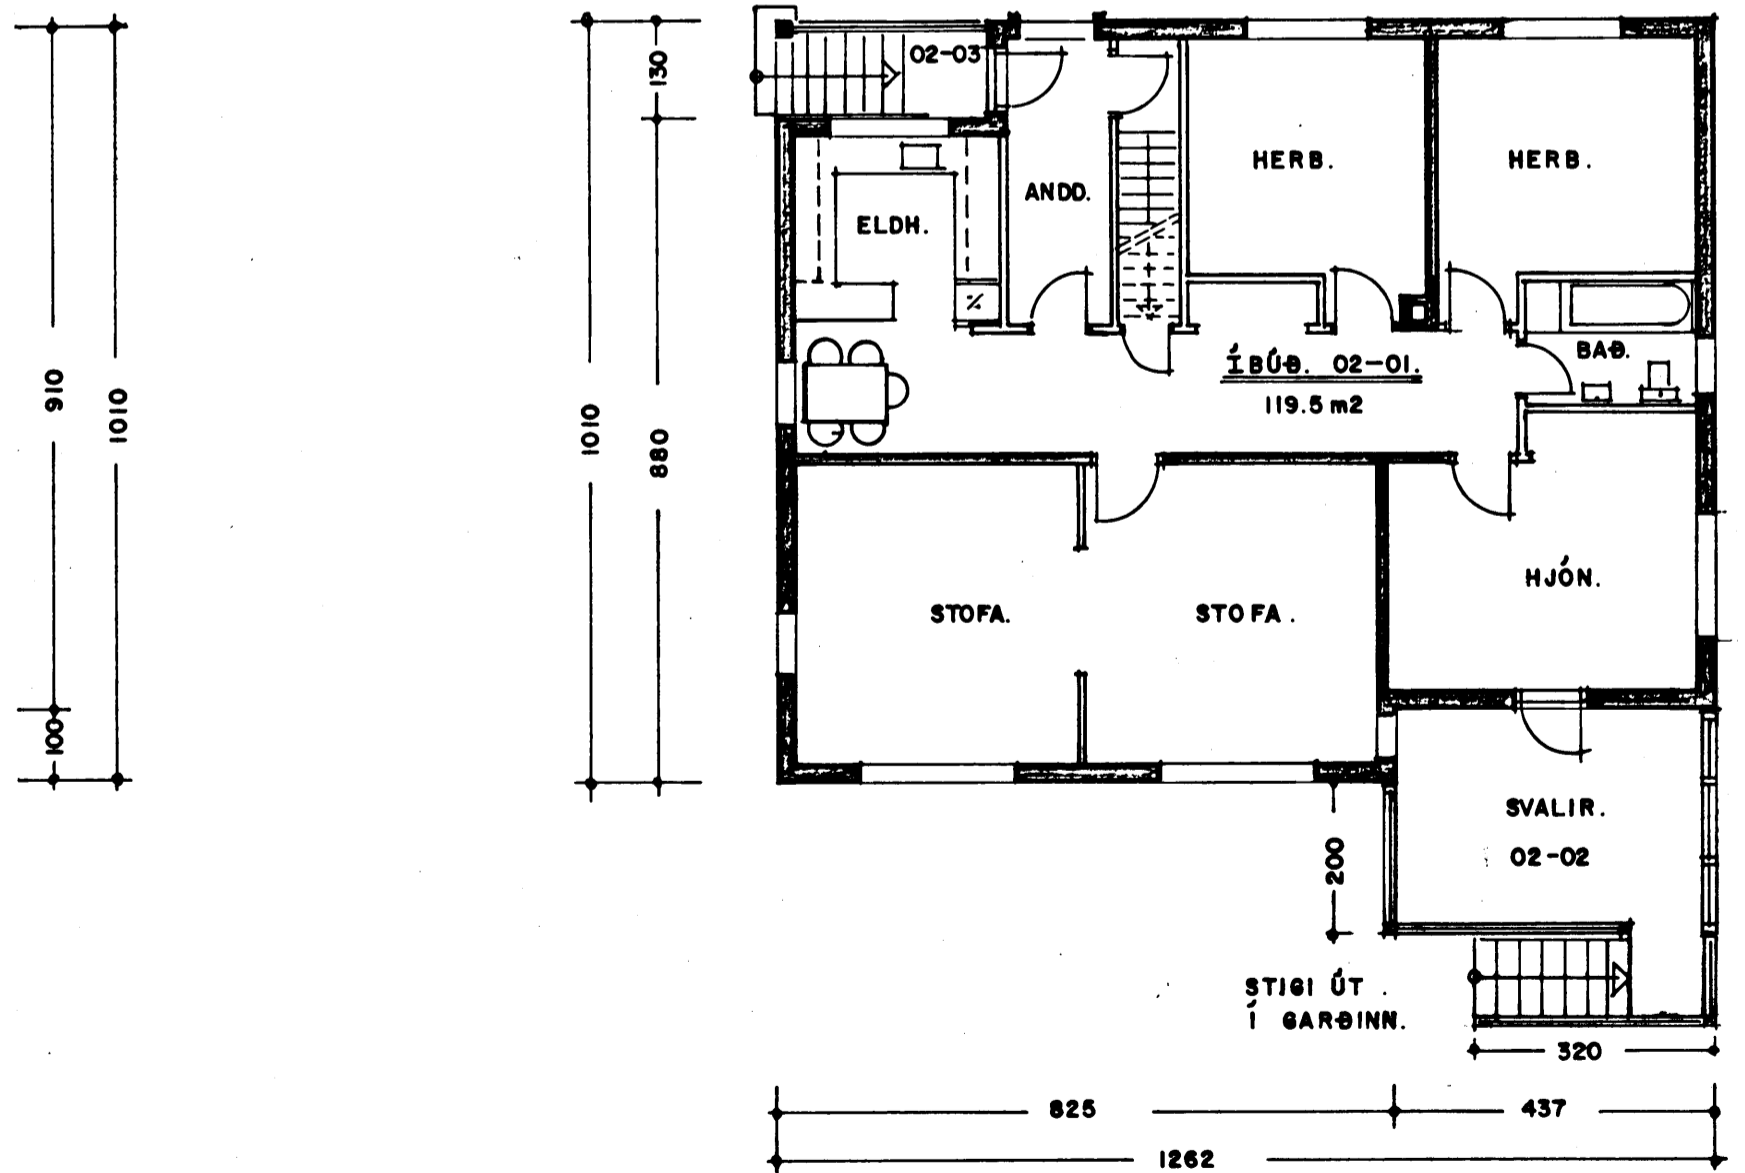 02-03
130
HERB.
HERB.
ANDD.
ELDH.
BAÐ.
ÍBÚÐ. 02-01.
119.5 m2
910
1010
1010
880
HJÓN.
STOFA.
STOFA.
100
SVALIR.
02-02
200
STIGI ÚT.
Í GARÐINN.
320
825
437
1262